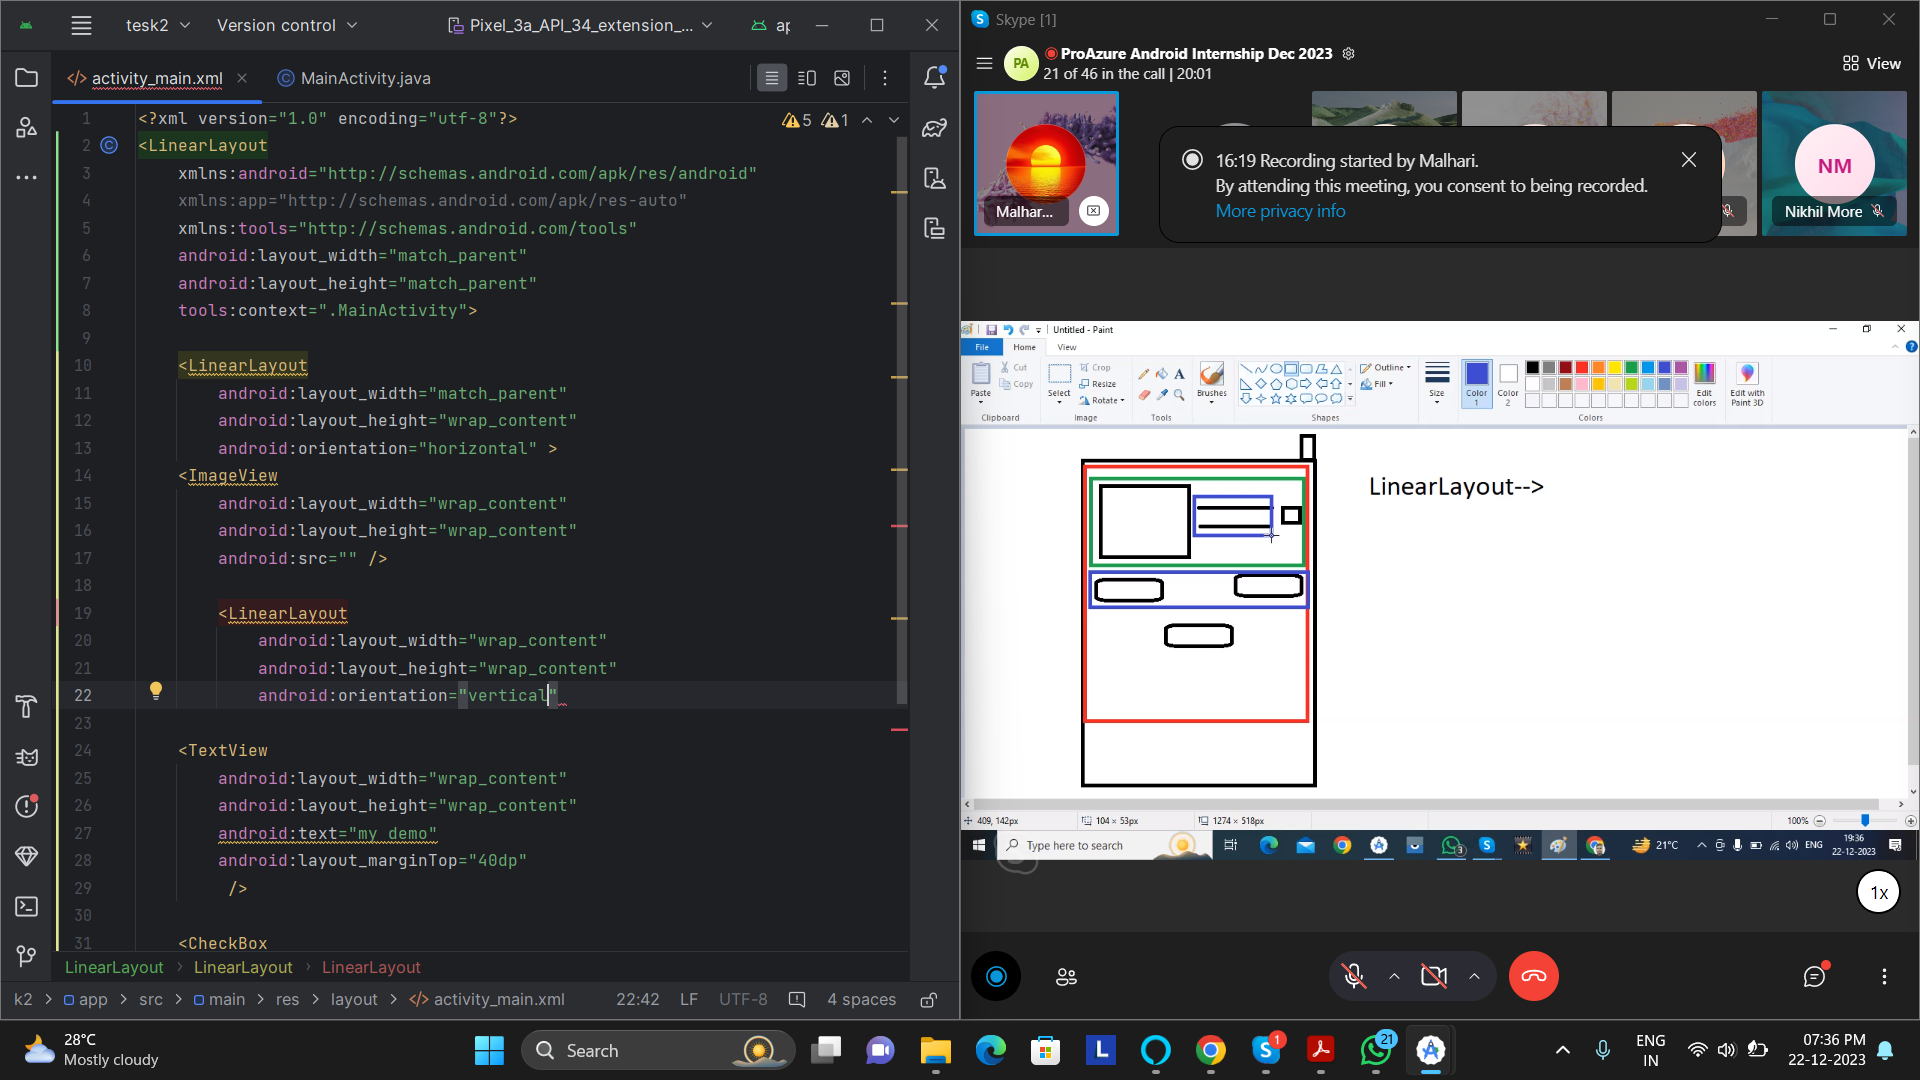 tesk2
Version control
Pixel_3a_API_34_extension_...
ap
activity_main.xml
MainActivity.java
5
1
1 <?xml version="1.0" encoding="utf-8"?>
2 <LinearLayout
3 xmlns:android="http://schemas.android.com/apk/res/android"
4 xmlns:app="http://schemas.android.com/apk/res-auto"
5 xmlns:tools="http://schemas.android.com/tools"
6 android:layout_width="match_parent"
7 android:layout_height="match_parent"
8 tools:context=".MainActivity">
9
10 <LinearLayout
11 android:layout_width="match_parent"
12 android:layout_height="wrap_content"
13 android:orientation="horizontal" >
14 <ImageView
15 android:layout_width="wrap_content"
16 android:layout_height="wrap_content"
17 android:src="" />
18
19 <LinearLayout
20 android:layout_width="wrap_content"
21 android:layout_height="wrap_content"
22 android:orientation="vertical"
23
24 <TextView
25 android:layout_width="wrap_content"
26 android:layout_height="wrap_content"
27 android:text="my demo"
28 android:layout_marginTop="40dp"
29 />
30
31 <CheckBox
LinearLayout > LinearLayout > LinearLayout
k2 > app > src > main > res > layout > activity_main.xml
22:42 LF UTF-8 4 spaces
Skype [1]
PA
ProAzure Android Internship Dec 2023
21 of 46 in the call | 20:01
View
Malhar...
16:19 Recording started by Malhari.
By attending this meeting, you consent to being recorded.
More privacy info
NM
Nikhil More
Untitled - Paint
File Home View
Paste
Cut
Copy
Clipboard
Select
Crop
Resize
Rotate
Image
Tools
Brushes
Shapes
Outline
Fill
Size
Color 1
Color 2
Colors
Edit colors
Edit with Paint 3D
LinearLayout-->
409, 142px
104 × 53px
1274 × 518px
100%
Type here to search
3
21°C
ENG
19:36
22-12-2023
1x
28°C
Mostly cloudy
Search
L
1
21
ENG
IN
07:36 PM
22-12-2023